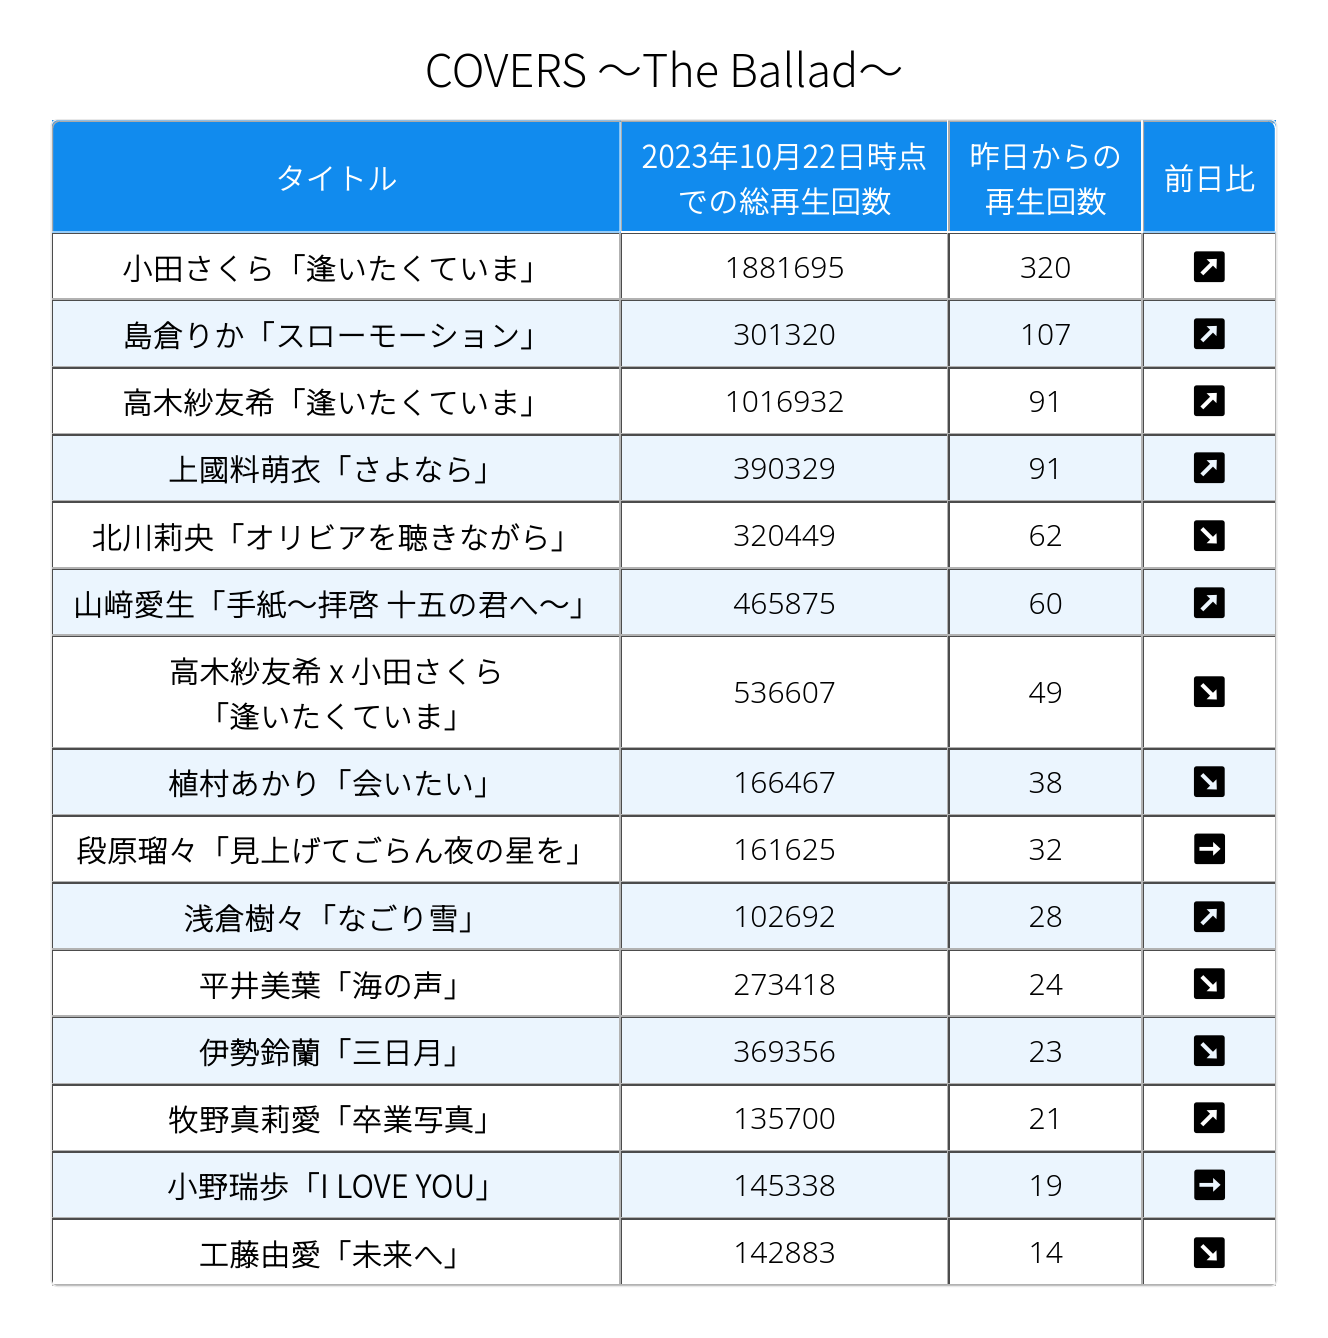 COVERS ～The Ballad～
タイトル
2023年10月22日時点
での総再生回数
昨日からの
再生回数
前日比
小田さくら「逢いたくていま」 1881695 320 ↗
島倉りか「スローモーション」 301320 107 ↗
高木紗友希「逢いたくていま」 1016932 91 ↗
上國料萌衣「さよなら」 390329 91 ↗
北川莉央「オリビアを聴きながら」 320449 62 ↘
山﨑愛生「手紙～拝啓 十五の君へ～」 465875 60 ↗
高木紗友希 x 小田さくら
「逢いたくていま」 536607 49 ↘
植村あかり「会いたい」 166467 38 ↘
段原瑠々「見上げてごらん夜の星を」 161625 32 →
浅倉樹々「なごり雪」 102692 28 ↗
平井美葉「海の声」 273418 24 ↘
伊勢鈴蘭「三日月」 369356 23 ↘
牧野真莉愛「卒業写真」 135700 21 ↗
小野瑞歩「I LOVE YOU」 145338 19 →
工藤由愛「未来へ」 142883 14 ↘